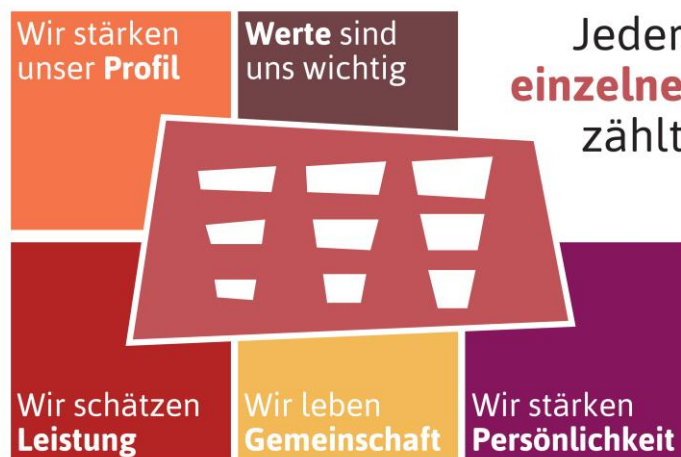 Wir stärken
unser Profil
Werte sind
uns wichtig
Jeder
einzelne
zählt
Wir schätzen
Leistung
Wir leben
Gemeinschaft
Wir stärken
Persönlichkeit